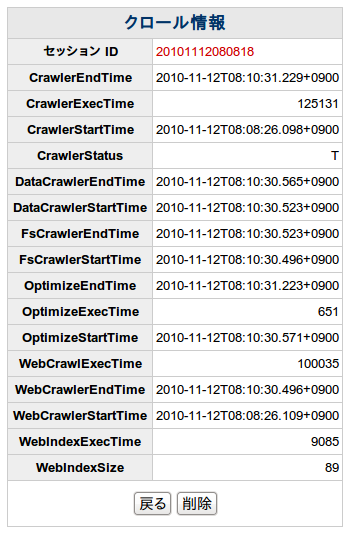 クロール情報
セッション ID 20101112080818
CrawlerEndTime 2010-11-12T08:10:31.229+0900
CrawlerExecTime 125131
CrawlerStartTime 2010-11-12T08:08:26.098+0900
CrawlerStatus T
DataCrawlerEndTime 2010-11-12T08:10:30.565+0900
DataCrawlerStartTime 2010-11-12T08:10:30.523+0900
FsCrawlerEndTime 2010-11-12T08:10:30.523+0900
FsCrawlerStartTime 2010-11-12T08:10:30.496+0900
OptimizeEndTime 2010-11-12T08:10:31.223+0900
OptimizeExecTime 651
OptimizeStartTime 2010-11-12T08:10:30.571+0900
WebCrawlExecTime 100035
WebCrawlerEndTime 2010-11-12T08:10:30.496+0900
WebCrawlerStartTime 2010-11-12T08:08:26.109+0900
WebIndexExecTime 9085
WebIndexSize 89
戻る 削除